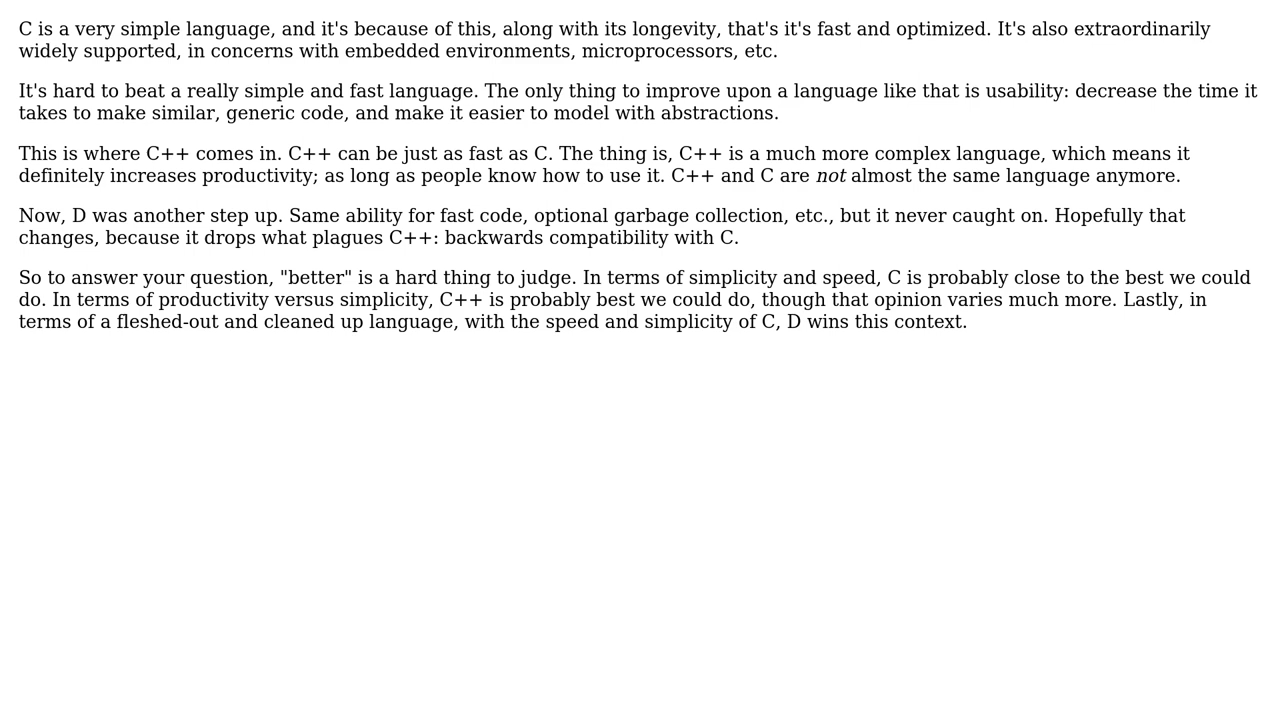 C is a very simple language, and it's because of this, along with its longevity, that's it's fast and optimized. It's also extraordinarily
widely supported, in concerns with embedded environments, microprocessors, etc.
It's hard to beat a really simple and fast language. The only thing to improve upon a language like that is usability: decrease the time it
takes to make similar, generic code, and make it easier to model with abstractions.
This is where C++ comes in. C++ can be just as fast as C. The thing is, C++ is a much more complex language, which means it
definitely increases productivity; as long as people know how to use it. C++ and C are not almost the same language anymore.
Now, D was another step up. Same ability for fast code, optional garbage collection, etc., but it never caught on. Hopefully that
changes, because it drops what plagues C++: backwards compatibility with C.
So to answer your question, "better" is a hard thing to judge. In terms of simplicity and speed, C is probably close to the best we could
do. In terms of productivity versus simplicity, C++ is probably best we could do, though that opinion varies much more. Lastly, in
terms of a fleshed-out and cleaned up language, with the speed and simplicity of C, D wins this context.